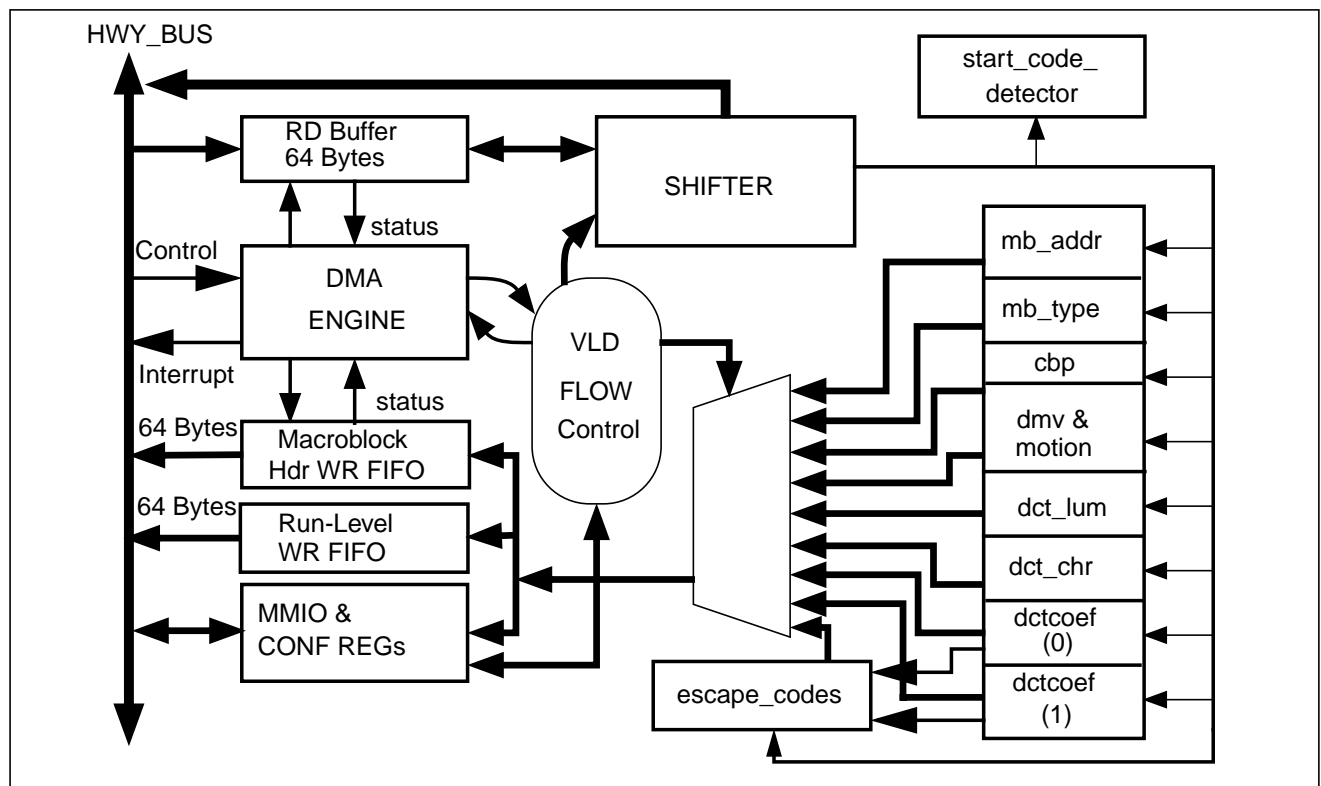 HWY_BUS
start_code_
detector
RD Buffer
64 Bytes
SHIFTER
status
Control
DMA
ENGINE
Interrupt
status
VLD
FLOW
Control
mb_addr
mb_type
cbp
dmv &
motion
dct_lum
dct_chr
dctcoef
(0)
dctcoef
(1)
64 Bytes
Macroblock
Hdr WR FIFO
64 Bytes
Run-Level
WR FIFO
MMIO &
CONF REGs
escape_codes